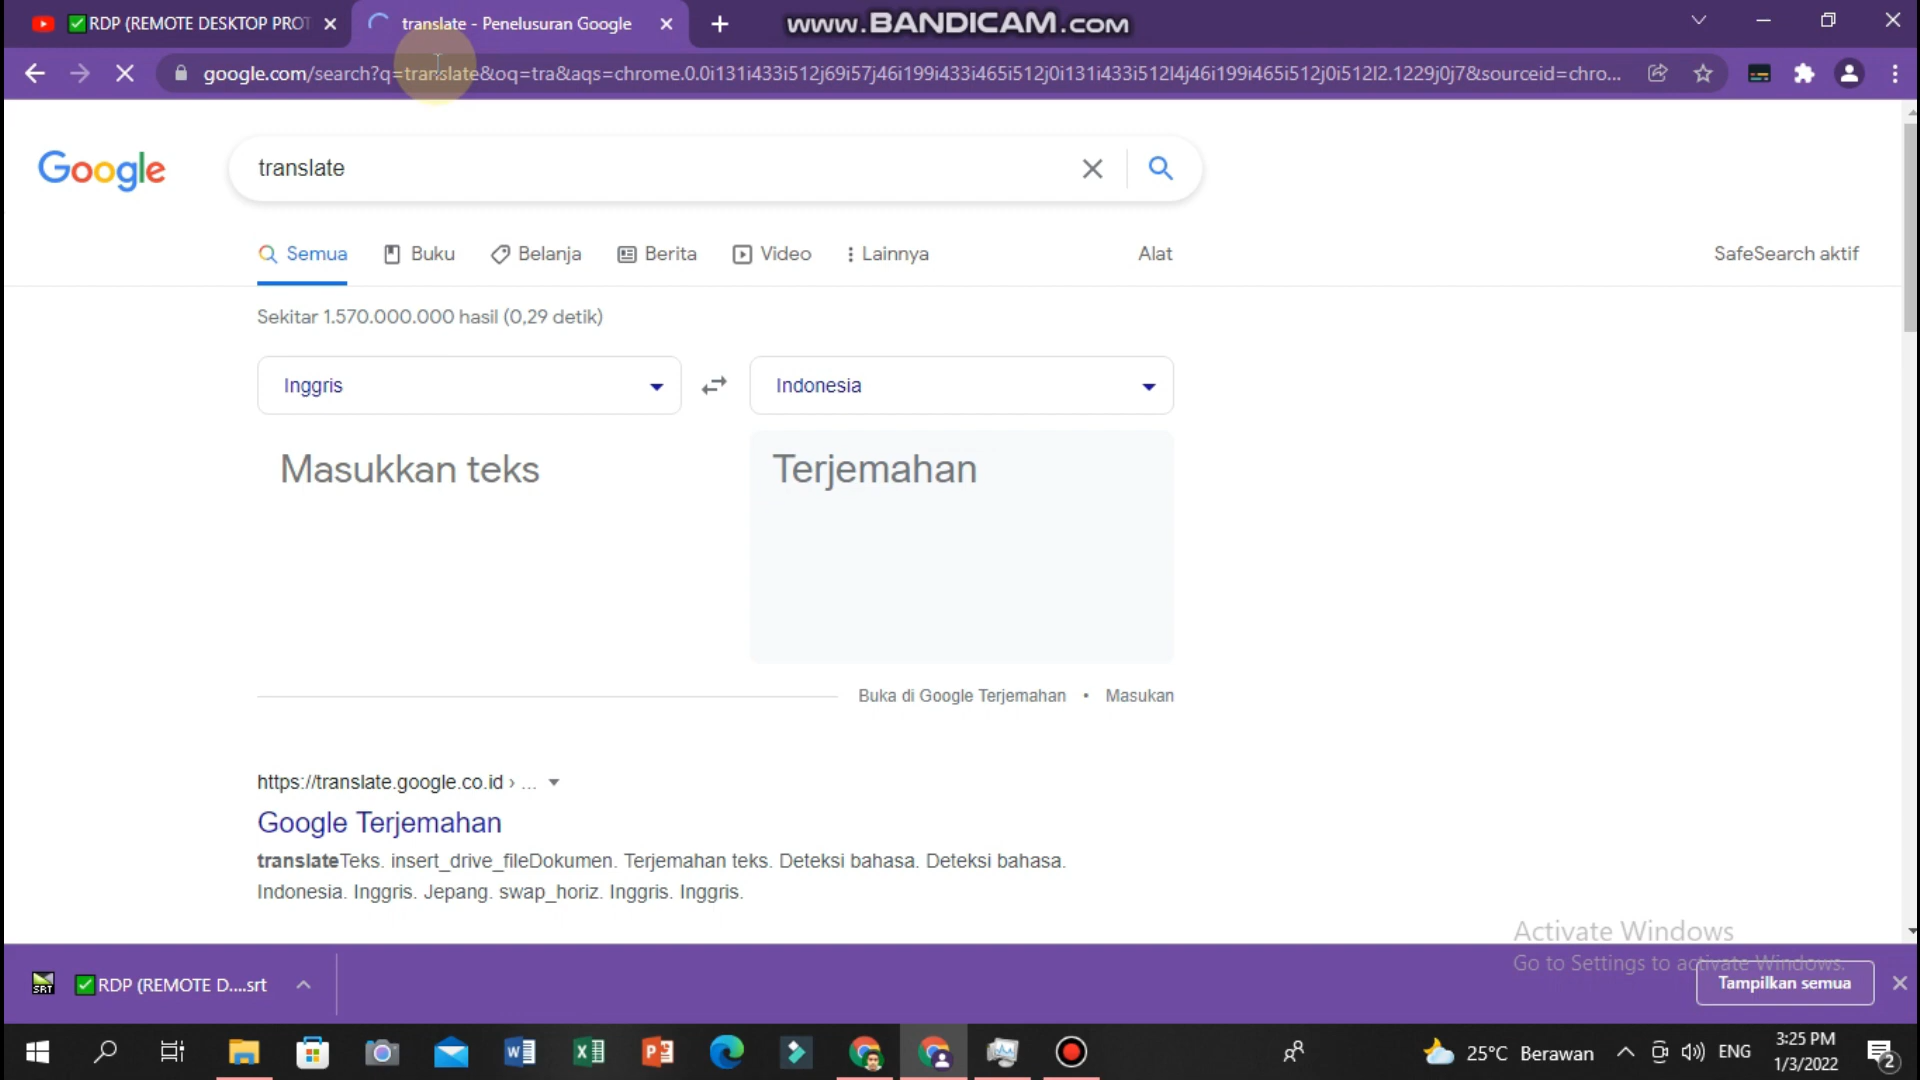 RDP (REMOTE DESKTOP PROT
translate - Penelusuran Google
www.BANDICAM.com
google.com/search?q=translate&oq=tra&aqs=chrome.0.0i131i433i512j69i57j46i199i433i465i512j0i131i433i512l4j46i199i465i512j0i512l2.1229j0j7&sourceid=chro...
Google
translate
Semua
Buku
Belanja
Berita
Video
Lainnya
Alat
SafeSearch aktif
Sekitar 1.570.000.000 hasil (0,29 detik)
Inggris
Indonesia
Masukkan teks
Terjemahan
Buka di Google Terjemahan • Masukan
https://translate.google.co.id › ...
Google Terjemahan
translateTeks. insert_drive_fileDokumen. Terjemahan teks. Deteksi bahasa. Deteksi bahasa.
Indonesia. Inggris. Jepang. swap_horiz. Inggris. Inggris.
Activate Windows
Go to Settings to activate Windows.
SRT
RDP (REMOTE D....srt
Tampilkan semua
25°C Berawan
ENG
3:25 PM
1/3/2022
2